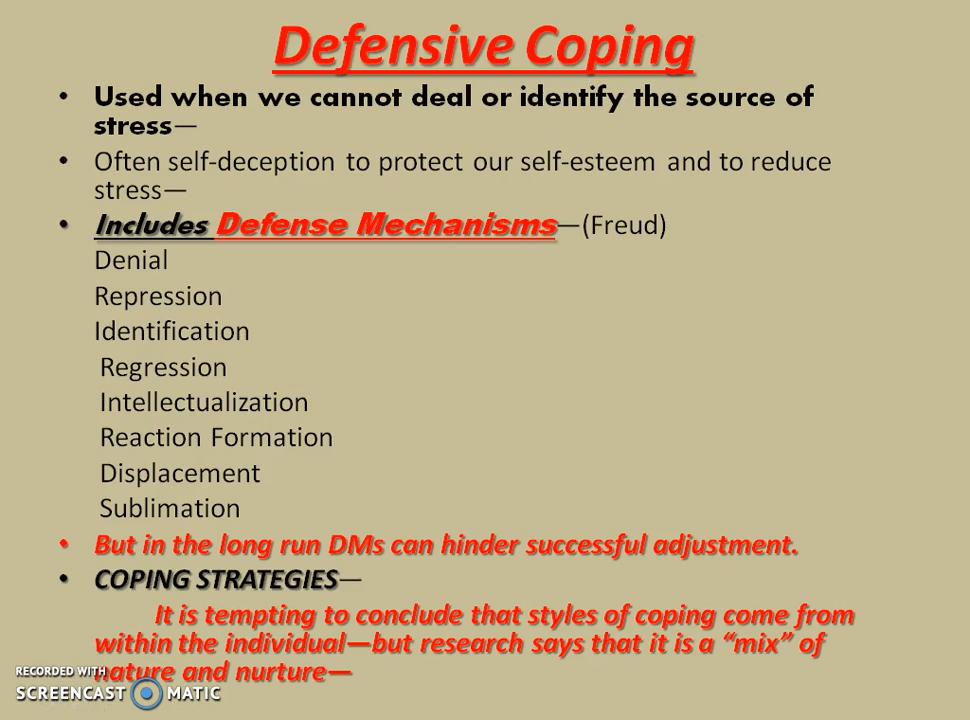 Defensive Coping
• Used when we cannot deal or identify the source of
stress—
• Often self-deception to protect our self-esteem and to reduce
stress—
• Includes Defense Mechanisms—(Freud)
Denial
Repression
Identification
Regression
Intellectualization
Reaction Formation
Displacement
Sublimation
• But in the long run DMs can hinder successful adjustment.
• COPING STRATEGIES—
It is tempting to conclude that styles of coping come from
within the individual—but research says that it is a “mix” of
nature and nurture—
RECORDED WITH
SCREENCAST MATIC